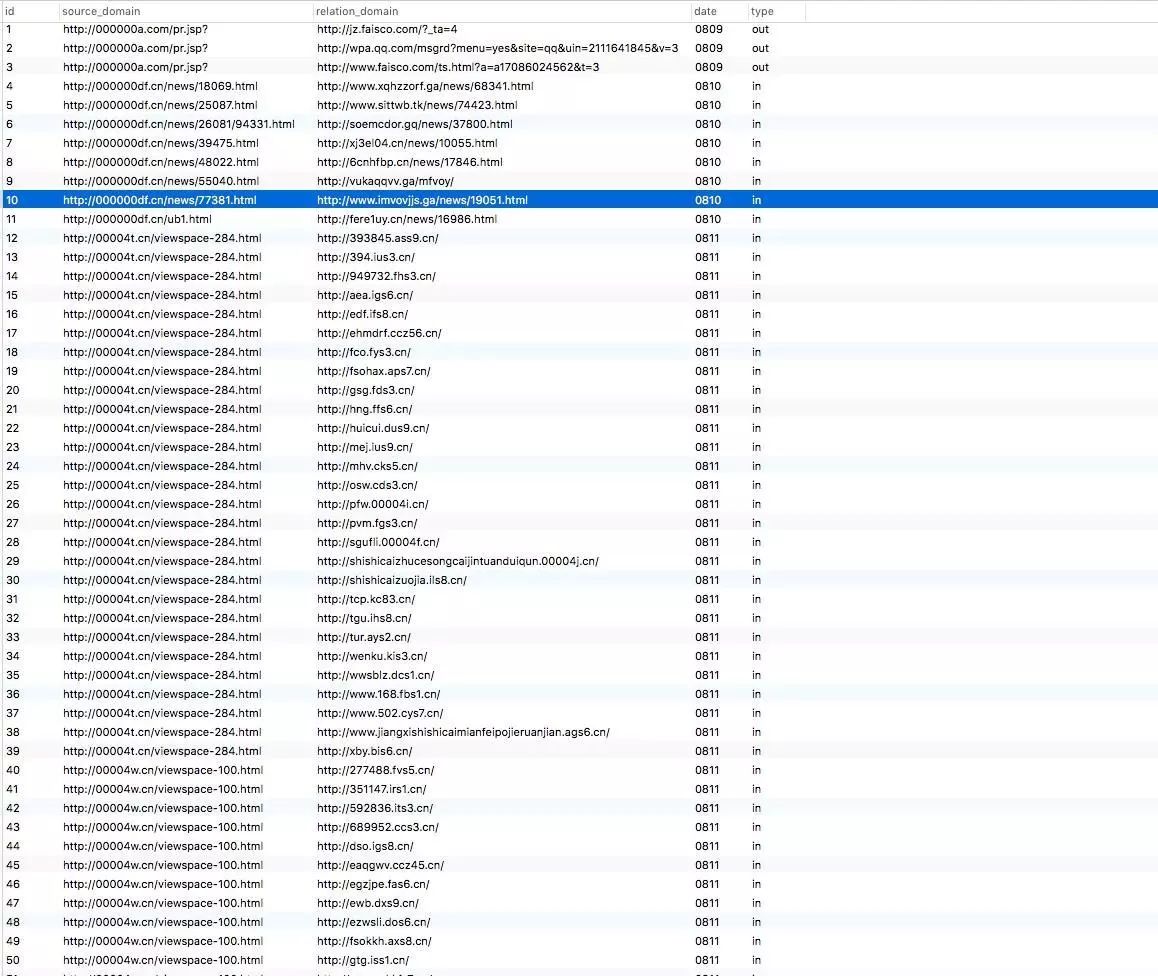 id source_domain relation_domain date type
1 http://000000a.com/pr.jsp? http://jz.faisco.com/?_ta=4 0809 out
2 http://000000a.com/pr.jsp? http://wpa.qq.com/msgrd?menu=yes&site=qq&uin=2111641845&v=3 0809 out
3 http://000000a.com/pr.jsp? http://www.faisco.com/ts.html?a=a17086024562&t=3 0809 out
4 http://000000df.cn/news/18069.html http://www.xqhzzorf.ga/news/68341.html 0810 in
5 http://000000df.cn/news/25087.html http://www.sittwb.tk/news/74423.html 0810 in
6 http://000000df.cn/news/26081/94331.html http://soemcdor.gq/news/37800.html 0810 in
7 http://000000df.cn/news/39475.html http://xj3el04.cn/news/10055.html 0810 in
8 http://000000df.cn/news/48022.html http://6cnhfbp.cn/news/17846.html 0810 in
9 http://000000df.cn/news/55040.html http://vukaqqvv.ga/mfvoy/ 0810 in
10 http://000000df.cn/news/77381.html http://www.imvovjjs.ga/news/19051.html 0810 in
11 http://000000df.cn/ub1.html http://fere1uy.cn/news/16986.html 0810 in
12 http://00004t.cn/viewspace-284.html http://393845.ass9.cn/ 0811 in
13 http://00004t.cn/viewspace-284.html http://394.ius3.cn/ 0811 in
14 http://00004t.cn/viewspace-284.html http://949732.fhs3.cn/ 0811 in
15 http://00004t.cn/viewspace-284.html http://aea.igs6.cn/ 0811 in
16 http://00004t.cn/viewspace-284.html http://edf.ifs8.cn/ 0811 in
17 http://00004t.cn/viewspace-284.html http://ehmdrf.ccz56.cn/ 0811 in
18 http://00004t.cn/viewspace-284.html http://fco.fys3.cn/ 0811 in
19 http://00004t.cn/viewspace-284.html http://fsohax.aps7.cn/ 0811 in
20 http://00004t.cn/viewspace-284.html http://gsg.fds3.cn/ 0811 in
21 http://00004t.cn/viewspace-284.html http://hng.ffs6.cn/ 0811 in
22 http://00004t.cn/viewspace-284.html http://huicui.dus9.cn/ 0811 in
23 http://00004t.cn/viewspace-284.html http://mej.ius9.cn/ 0811 in
24 http://00004t.cn/viewspace-284.html http://mhv.cks5.cn/ 0811 in
25 http://00004t.cn/viewspace-284.html http://osw.cds3.cn/ 0811 in
26 http://00004t.cn/viewspace-284.html http://pfw.00004i.cn/ 0811 in
27 http://00004t.cn/viewspace-284.html http://pvm.fgs3.cn/ 0811 in
28 http://00004t.cn/viewspace-284.html http://sgufli.00004f.cn/ 0811 in
29 http://00004t.cn/viewspace-284.html http://shishicaizhucesongcaijintuanduiqun.00004j.cn/ 0811 in
30 http://00004t.cn/viewspace-284.html http://shishicaizuojia.ils8.cn/ 0811 in
31 http://00004t.cn/viewspace-284.html http://tcp.kc83.cn/ 0811 in
32 http://00004t.cn/viewspace-284.html http://tgu.ihs8.cn/ 0811 in
33 http://00004t.cn/viewspace-284.html http://tur.ays2.cn/ 0811 in
34 http://00004t.cn/viewspace-284.html http://wenku.kis3.cn/ 0811 in
35 http://00004t.cn/viewspace-284.html http://wwsblz.dcs1.cn/ 0811 in
36 http://00004t.cn/viewspace-284.html http://www.168.fbs1.cn/ 0811 in
37 http://00004t.cn/viewspace-284.html http://www.502.cys7.cn/ 0811 in
38 http://00004t.cn/viewspace-284.html http://www.jiangxishishicaimianfeipojieruanjian.ags6.cn/ 0811 in
39 http://00004t.cn/viewspace-284.html http://xby.bis6.cn/ 0811 in
40 http://00004w.cn/viewspace-100.html http://277488.fvs5.cn/ 0811 in
41 http://00004w.cn/viewspace-100.html http://351147.irs1.cn/ 0811 in
42 http://00004w.cn/viewspace-100.html http://592836.its3.cn/ 0811 in
43 http://00004w.cn/viewspace-100.html http://689952.ccs3.cn/ 0811 in
44 http://00004w.cn/viewspace-100.html http://dso.igs8.cn/ 0811 in
45 http://00004w.cn/viewspace-100.html http://eaqgwv.ccz45.cn/ 0811 in
46 http://00004w.cn/viewspace-100.html http://egzjpe.fas6.cn/ 0811 in
47 http://00004w.cn/viewspace-100.html http://ewb.dxs9.cn/ 0811 in
48 http://00004w.cn/viewspace-100.html http://ezwsli.dos6.cn/ 0811 in
49 http://00004w.cn/viewspace-100.html http://fsokkh.axs8.cn/ 0811 in
50 http://00004w.cn/viewspace-100.html http://gtg.iss1.cn/ 0811 in